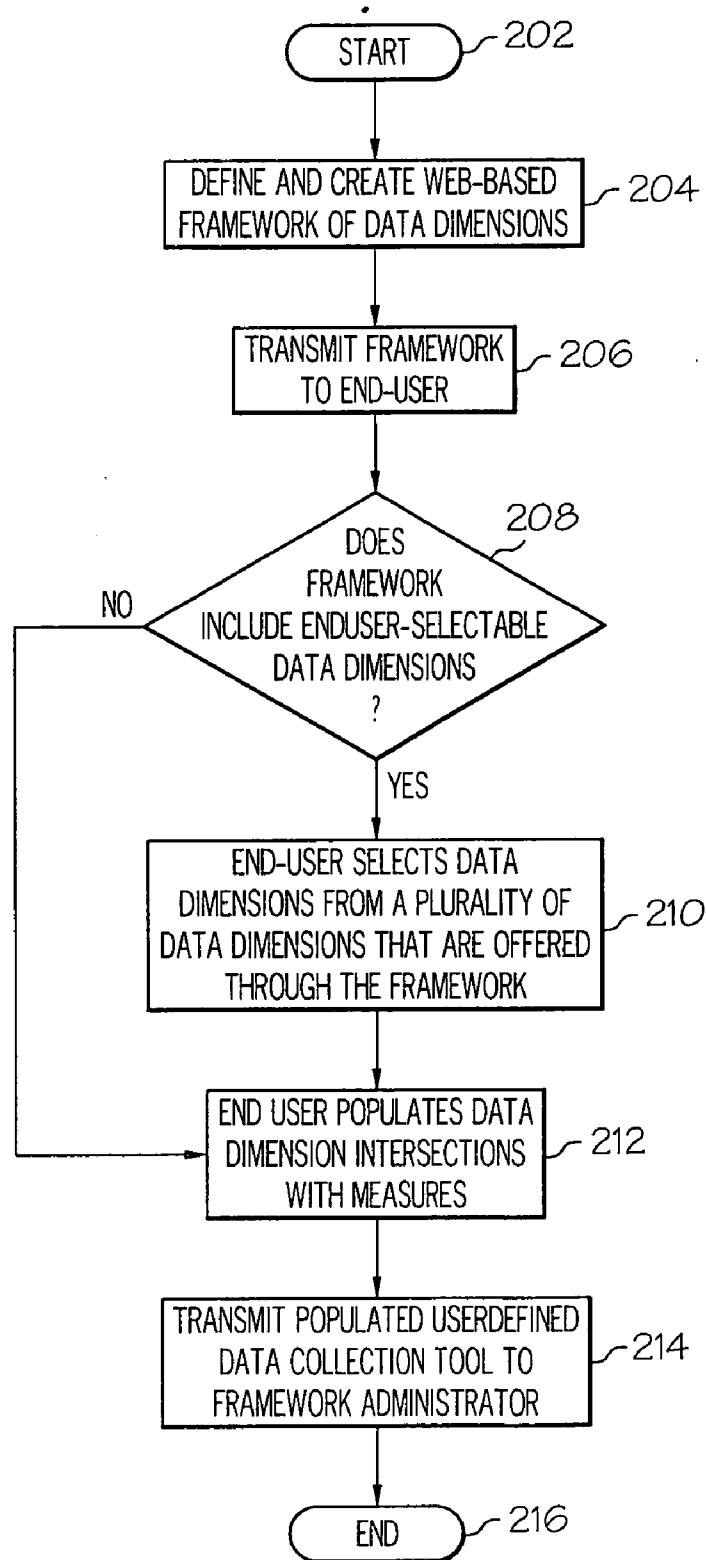 START
202
DEFINE AND CREATE WEB-BASED
FRAMEWORK OF DATA DIMENSIONS
204
TRANSMIT FRAMEWORK
TO END-USER
206
208
DOES
FRAMEWORK
INCLUDE ENDUSER-SELECTABLE
DATA DIMENSIONS
?
NO
YES
END-USER SELECTS DATA
DIMENSIONS FROM A PLURALITY OF
DATA DIMENSIONS THAT ARE OFFERED
THROUGH THE FRAMEWORK
210
END USER POPULATES DATA
DIMENSION INTERSECTIONS
WITH MEASURES
212
TRANSMIT POPULATED USERDEFINED
DATA COLLECTION TOOL TO
FRAMEWORK ADMINISTRATOR
214
END
216